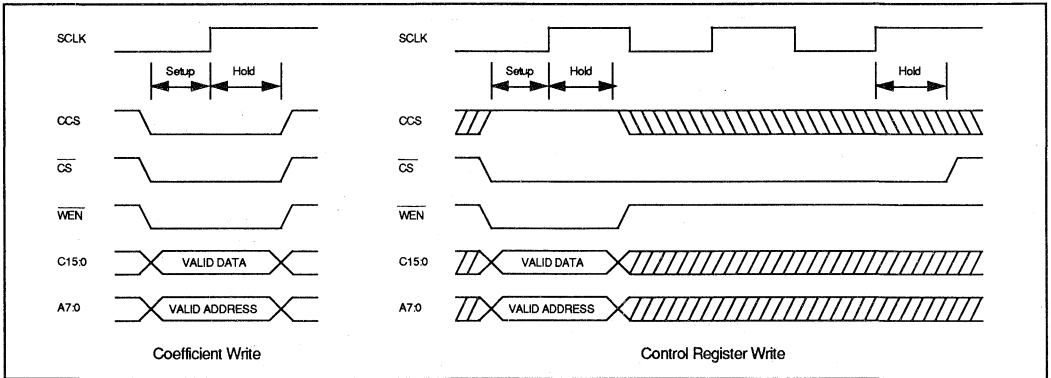 SCLK
Setup
Hold
CCS
CS
WEN
C15:0
VALID DATA
A7:0
VALID ADDRESS
Coefficient Write
SCLK
Setup
Hold
Hold
CCS
CS
WEN
C15:0
VALID DATA
A7:0
VALID ADDRESS
Control Register Write